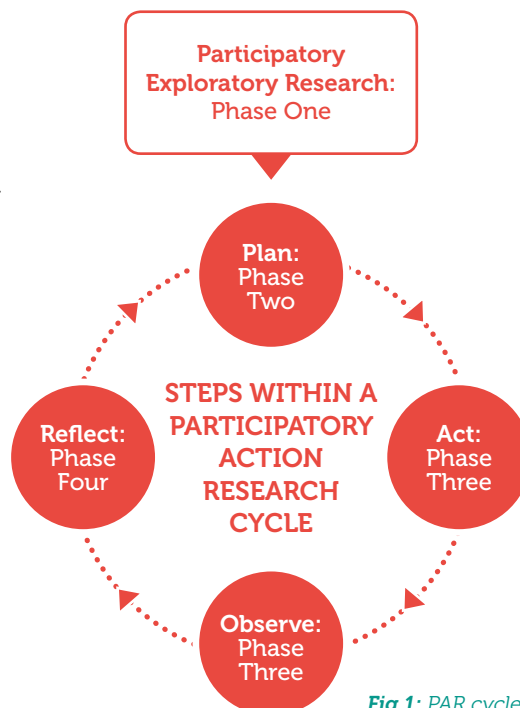 Participatory
Exploratory Research:
Phase One
Plan:
Phase
Two
STEPS WITHIN A
PARTICIPATORY
ACTION
RESEARCH
CYCLE
Reflect:
Phase
Four
Act:
Phase
Three
Observe:
Phase
Three
Fig 1: PAR cycle